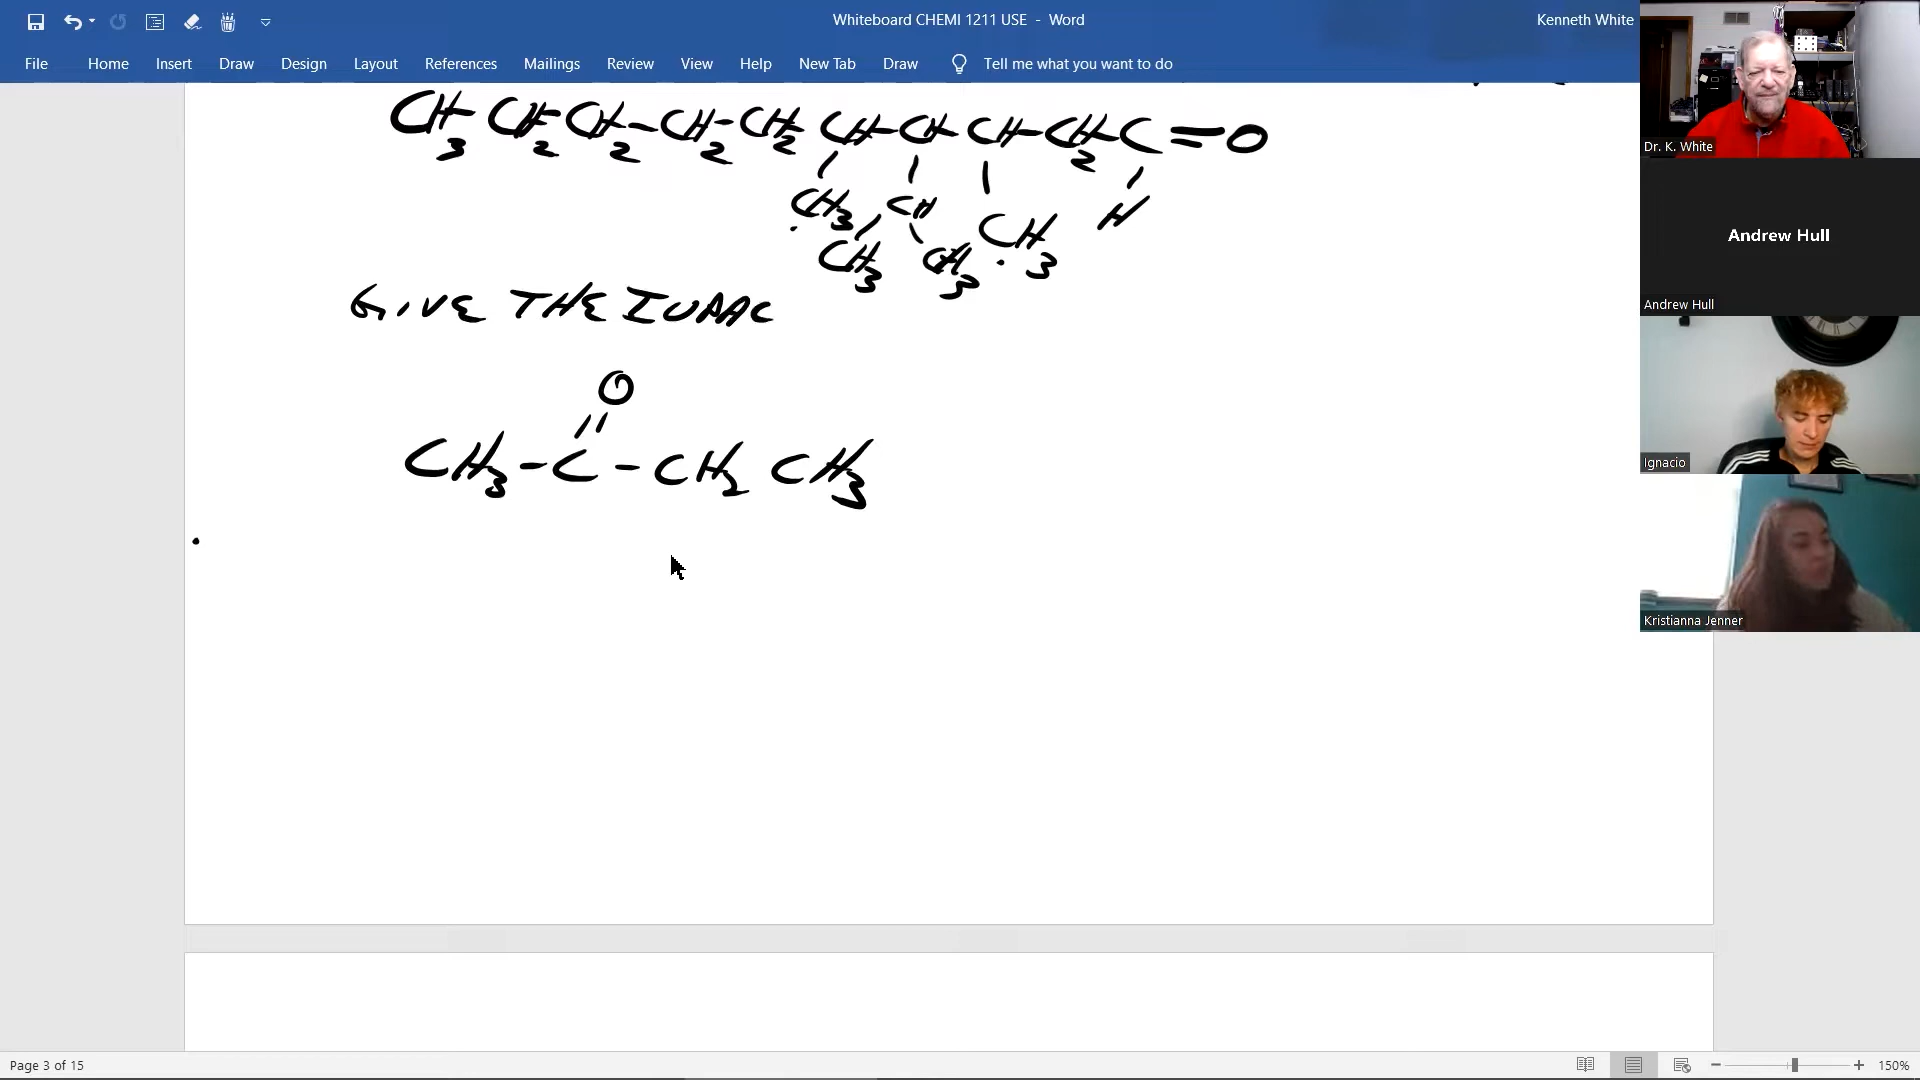 Whiteboard CHEMI 1211 USE - Word
Kenneth White
File Home Insert Draw Design Layout References Mailings Review View Help New Tab Draw Tell me what you want to do
CH3 CH2 CH2-CH2-CH2 CH-CH-CH-CH2-C=O
CH3 CH CH3 H
CH3 CH3
GIVE THE IUPAC
O
CH3-C-CH2 CH3
Dr. K. White
Andrew Hull
Andrew Hull
Ignacio
Kristianna Jenner
Page 3 of 15
150%